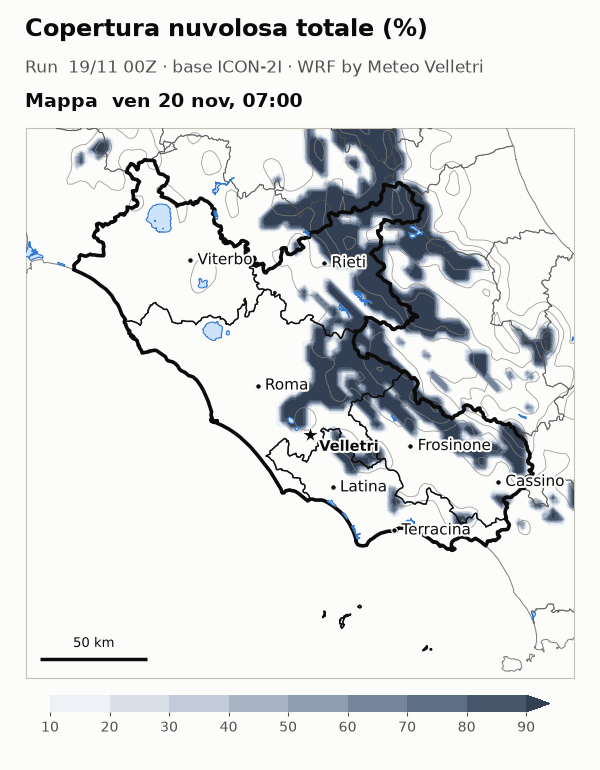 Copertura nuvolosa totale (%)
Run 19/11 00Z · base ICON-2I · WRF by Meteo Velletri
Mappa ven 20 nov, 07:00
Viterbo
Rieti
Roma
Velletri
Frosinone
Latina
Cassino
Terracina
50 km
10 20 30 40 50 60 70 80 90